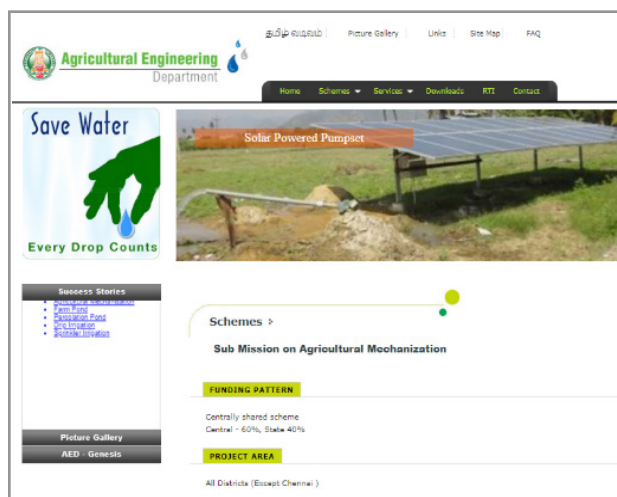 தமிழ் வடிவம்
Picture Gallery
Links
Site Map
FAQ
Agricultural Engineering
Department
Home
Schemes
Services
Downloads
RTI
Contact
Save Water
Every Drop Counts
Solar Powered Pumpset
Success Stories
Agricultural Mechanisation
Farm Pond
Percolation Pond
Drip Irrigation
Sprinkler Irrigation
Picture Gallery
AED - Genesis
Schemes >
Sub Mission on Agricultural Mechanization
FUNDING PATTERN
Centrally shared scheme
Central - 60%, State 40%
PROJECT AREA
All Districts (Except Chennai )